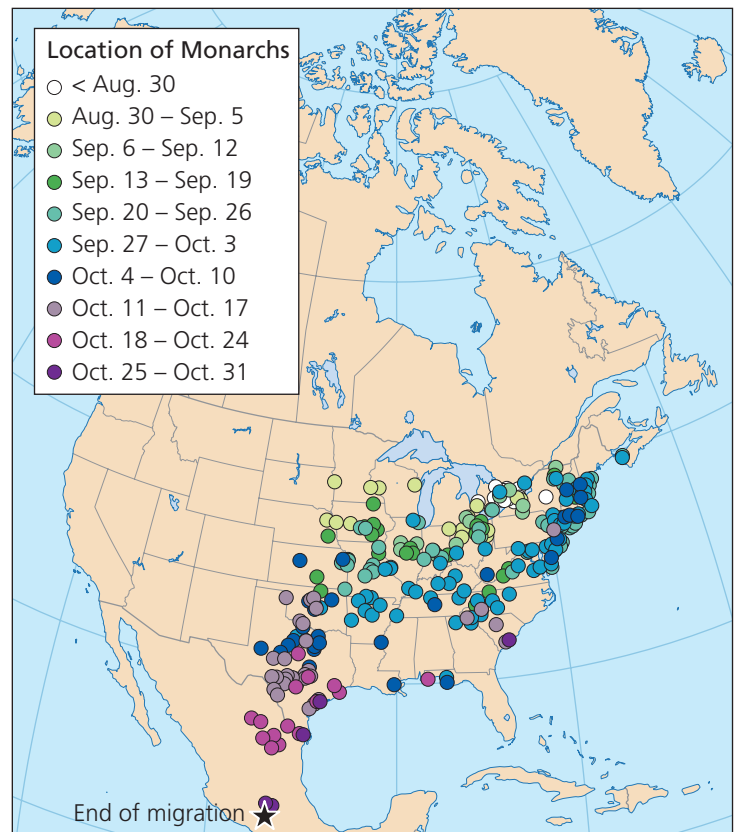 Location of Monarchs
< Aug. 30
Aug. 30 – Sep. 5
Sep. 6 – Sep. 12
Sep. 13 – Sep. 19
Sep. 20 – Sep. 26
Sep. 27 – Oct. 3
Oct. 4 – Oct. 10
Oct. 11 – Oct. 17
Oct. 18 – Oct. 24
Oct. 25 – Oct. 31
End of migration